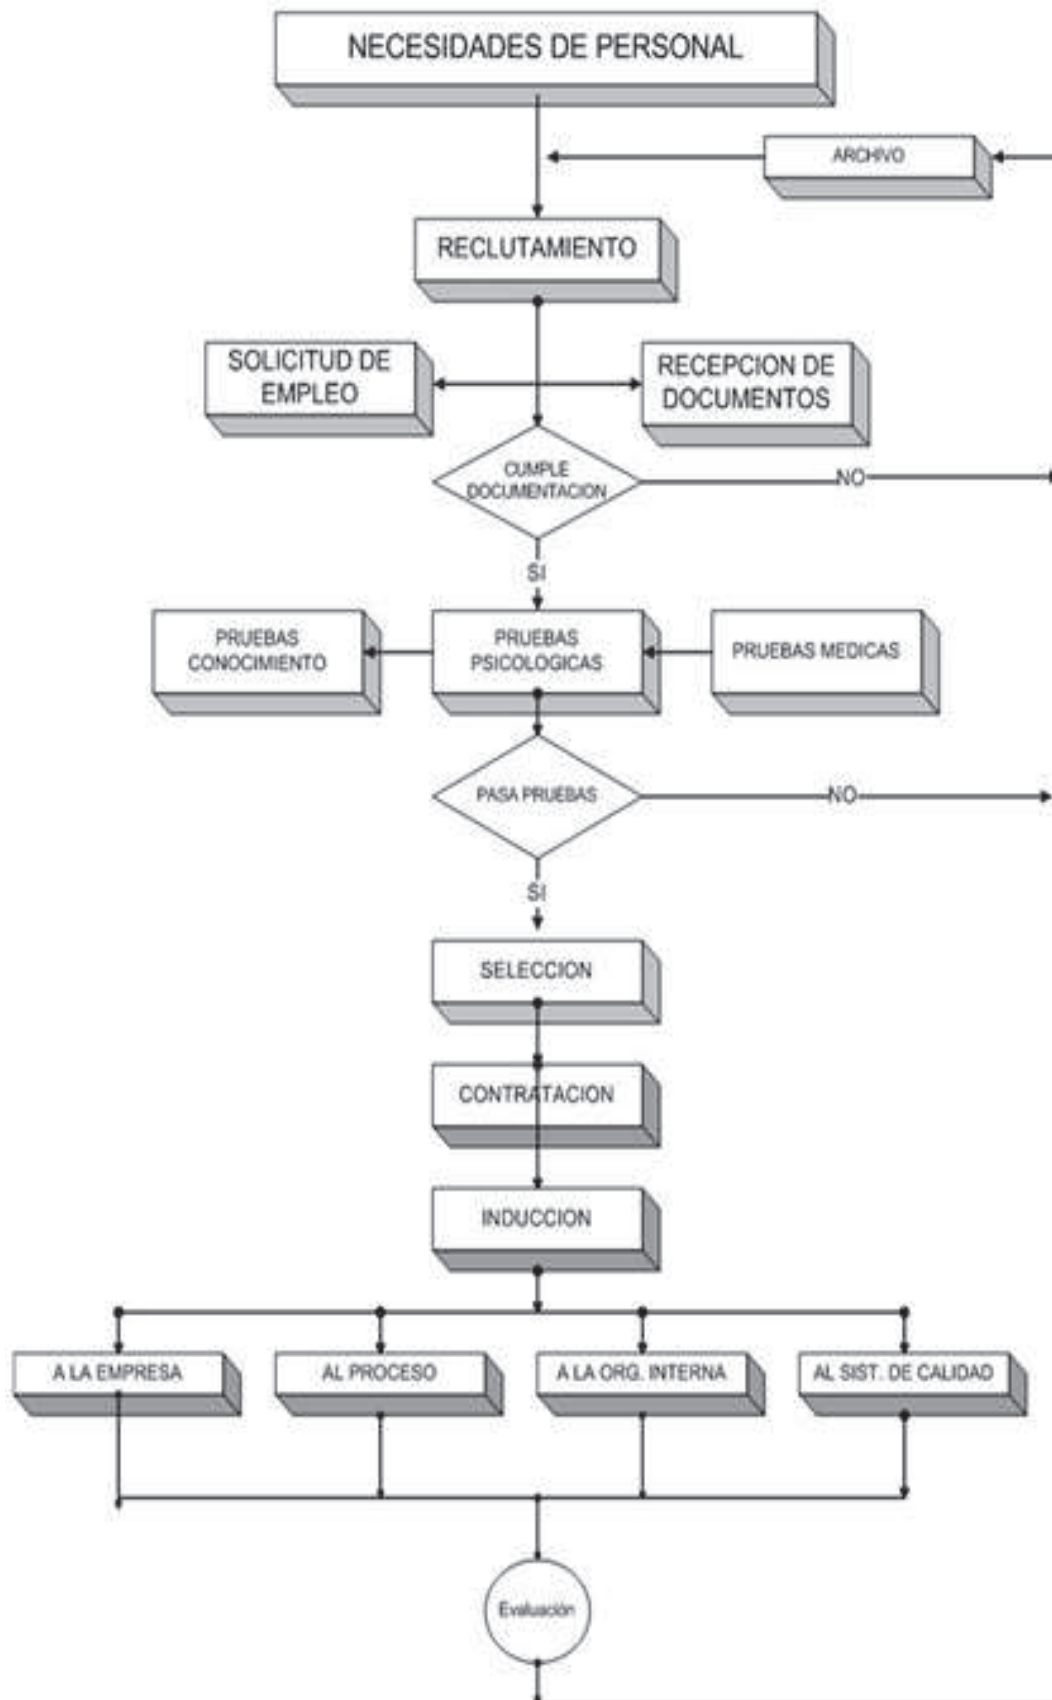 NECESIDADES DE PERSONAL
ARCHIVO
RECLUTAMIENTO
SOLICITUD DE
EMPLEO
RECEPCION DE
DOCUMENTOS
CUMPLE
DOCUMENTACION
NO
SI
PRUEBAS
CONOCIMIENTO
PRUEBAS
PSICOLOGICAS
PRUEBAS MEDICAS
PASA PRUEBAS
NO
SI
SELECCION
CONTRATACION
INDUCCION
A LA EMPRESA
AL PROCESO
A LA ORG. INTERNA
AL SIST. DE CALIDAD
Evaluación